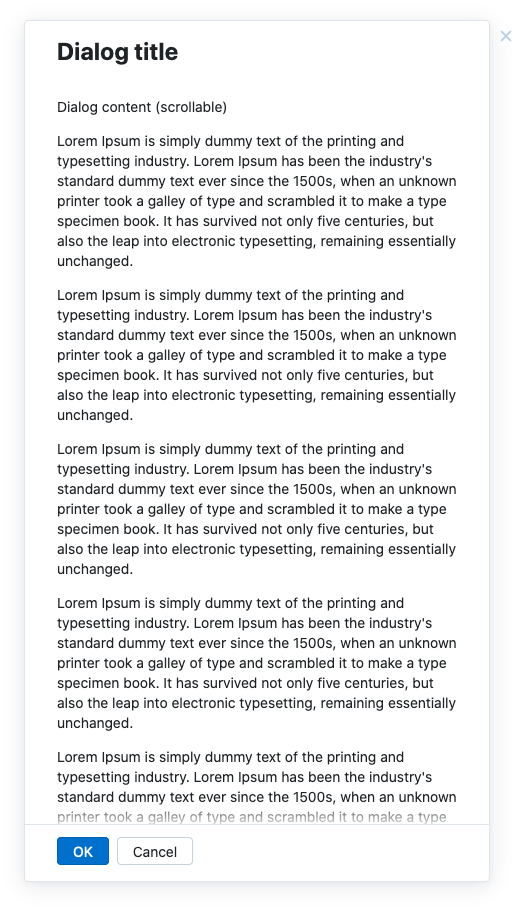 Dialog title
Dialog content (scrollable)
Lorem Ipsum is simply dummy text of the printing and
typesetting industry. Lorem Ipsum has been the industry's
standard dummy text ever since the 1500s, when an unknown
printer took a galley of type and scrambled it to make a type
specimen book. It has survived not only five centuries, but
also the leap into electronic typesetting, remaining essentially
unchanged.
Lorem Ipsum is simply dummy text of the printing and
typesetting industry. Lorem Ipsum has been the industry's
standard dummy text ever since the 1500s, when an unknown
printer took a galley of type and scrambled it to make a type
specimen book. It has survived not only five centuries, but
also the leap into electronic typesetting, remaining essentially
unchanged.
Lorem Ipsum is simply dummy text of the printing and
typesetting industry. Lorem Ipsum has been the industry's
standard dummy text ever since the 1500s, when an unknown
printer took a galley of type and scrambled it to make a type
specimen book. It has survived not only five centuries, but
also the leap into electronic typesetting, remaining essentially
unchanged.
Lorem Ipsum is simply dummy text of the printing and
typesetting industry. Lorem Ipsum has been the industry's
standard dummy text ever since the 1500s, when an unknown
printer took a galley of type and scrambled it to make a type
specimen book. It has survived not only five centuries, but
also the leap into electronic typesetting, remaining essentially
unchanged.
Lorem Ipsum is simply dummy text of the printing and
typesetting industry. Lorem Ipsum has been the industry's
standard dummy text ever since the 1500s, when an unknown
printer took a galley of type and scrambled it to make a type
OK Cancel